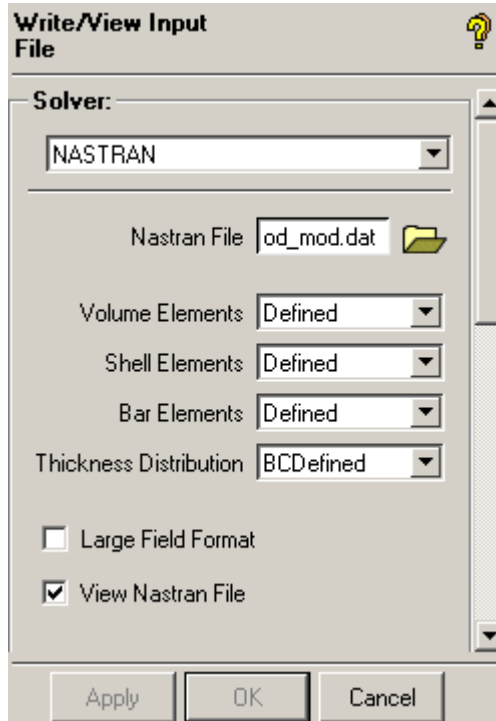 Write/View Input
File
Solver:
NASTRAN
Nastran File od_mod.dat
Volume Elements Defined
Shell Elements Defined
Bar Elements Defined
Thickness Distribution BCDefined
Large Field Format
View Nastran File
Apply OK Cancel